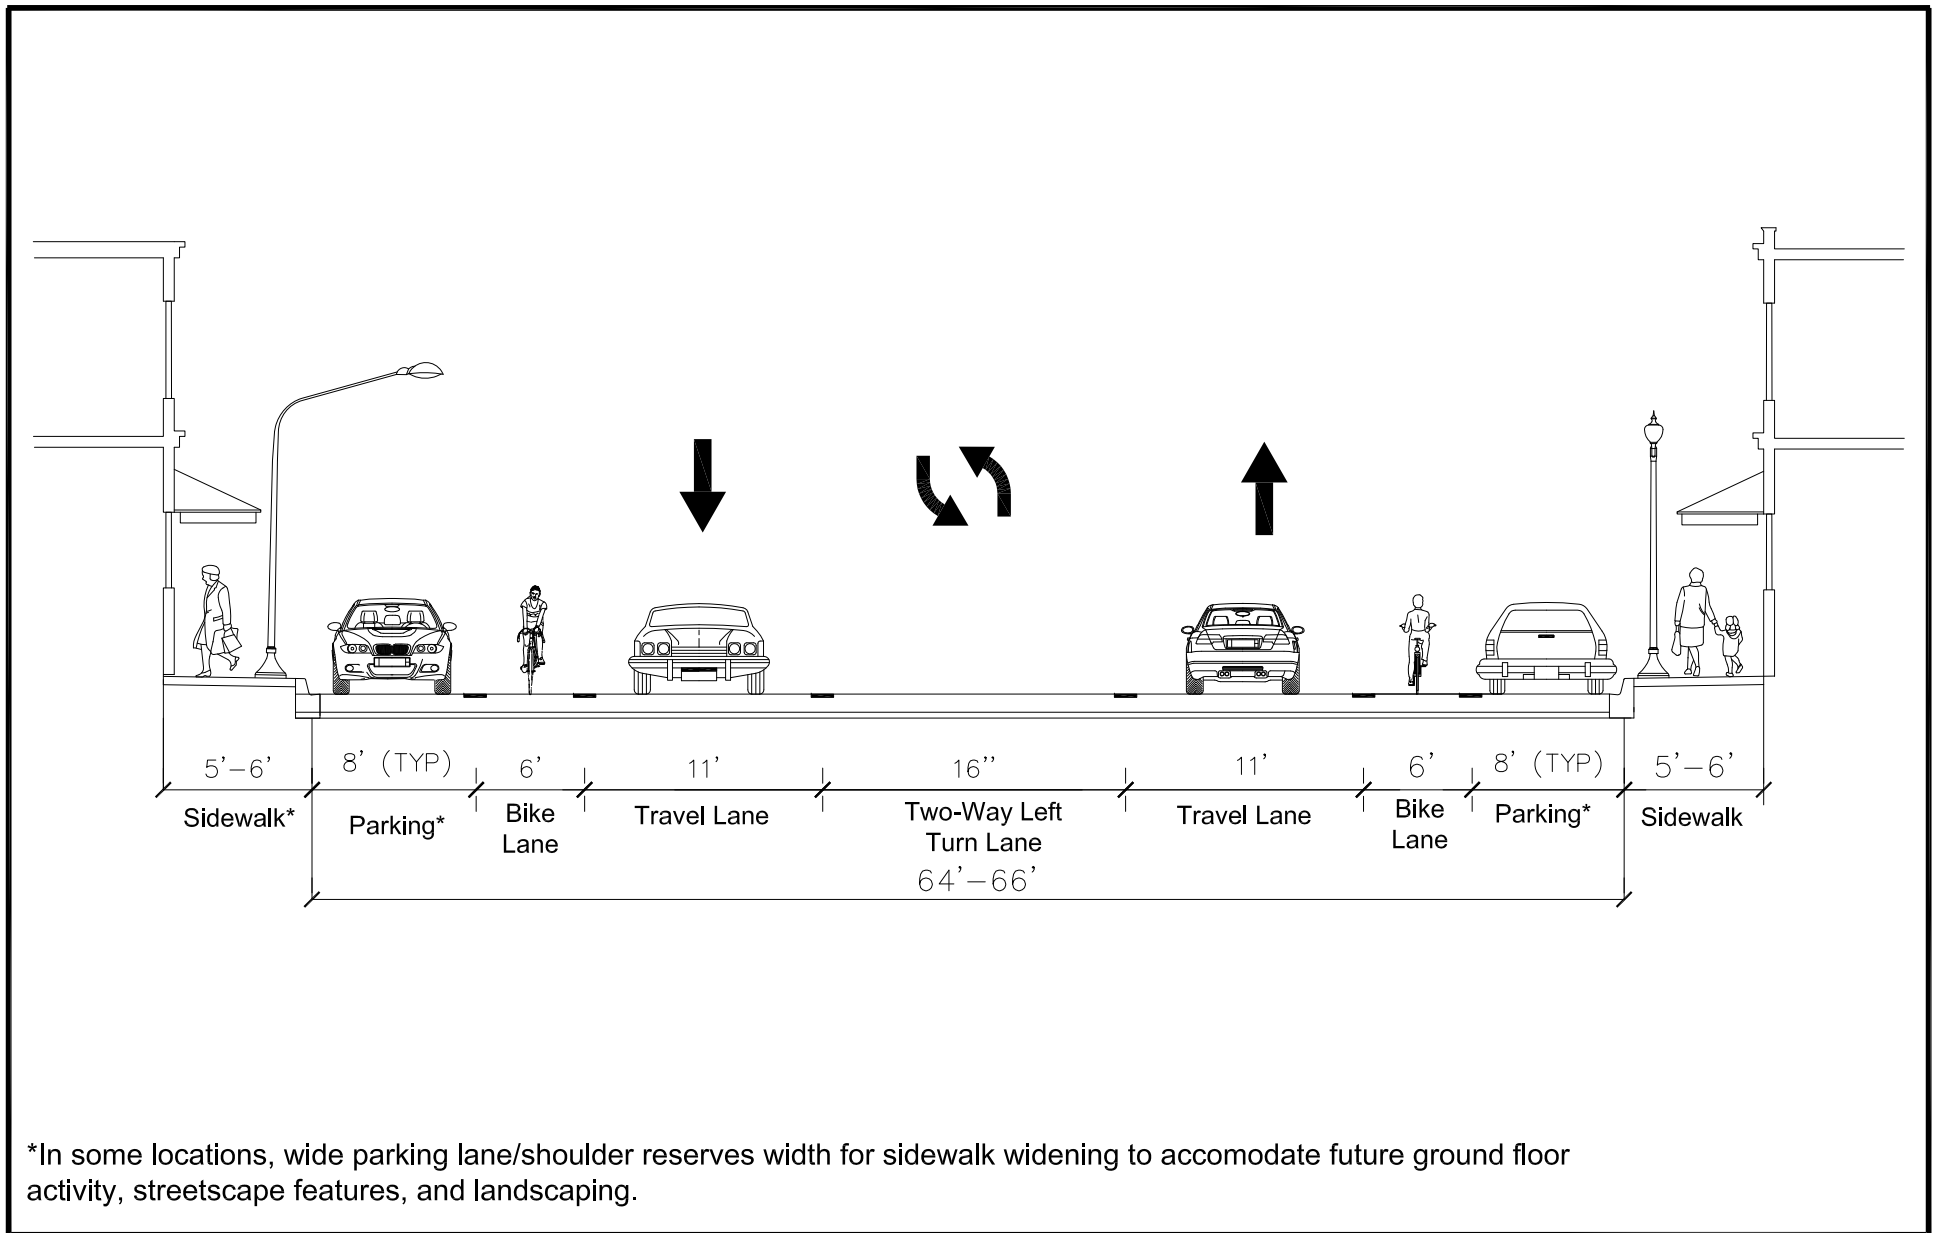 5'-6'
8' (TYP)
6'
11'
16''
11'
6'
8' (TYP)
5'-6'
Sidewalk*
Parking*
Bike
Lane
Travel Lane
Two-Way Left
Turn Lane
Travel Lane
Bike
Lane
Parking*
Sidewalk
64'-66'
*In some locations, wide parking lane/shoulder reserves width for sidewalk widening to accomodate future ground floor
activity, streetscape features, and landscaping.